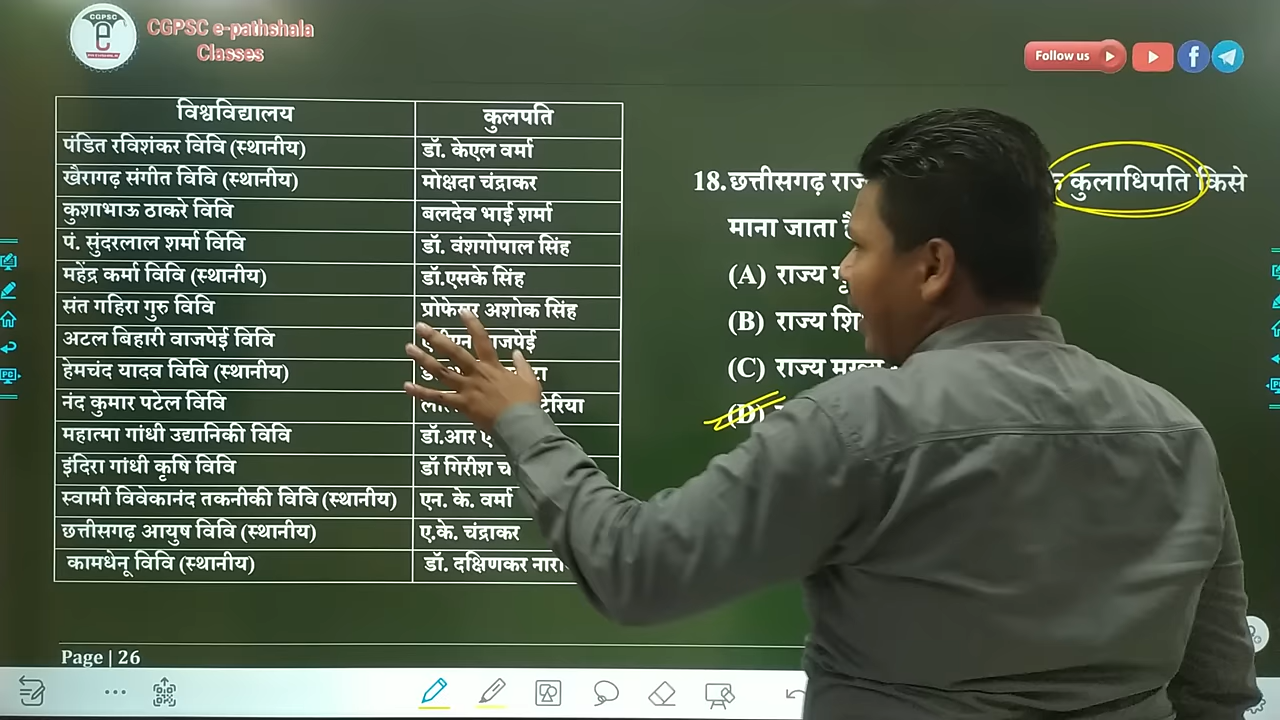 CGPSC
e
CGPSC e-pathshala
Classes
Follow us
विश्वविद्यालय कुलपति
पंडित रविशंकर विवि (स्थानीय) डॉ. केएल वर्मा
खैरागढ़ संगीत विवि (स्थानीय) मोक्षदा चंद्राकर
कुशाभाऊ ठाकरे विवि बलदेव भाई शर्मा
पं. सुंदरलाल शर्मा विवि डॉ. वंशगोपाल सिंह
महेंद्र कर्मा विवि (स्थानीय) डॉ.एसके सिंह
संत गहिरा गुरु विवि प्रोफेसर अशोक सिंह
अटल बिहारी वाजपेई विवि
हेमचंद यादव विवि (स्थानीय)
नंद कुमार पटेल विवि
महात्मा गांधी उद्यानिकी विवि डॉ.आर
इंदिरा गांधी कृषि विवि डॉ गिरीश
स्वामी विवेकानंद तकनीकी विवि (स्थानीय) एन. के. वर्मा
छत्तीसगढ़ आयुष विवि (स्थानीय) ए.के. चंद्राकर
कामधेनू विवि (स्थानीय) डॉ. दक्षिणकर
Page | 26
18. छत्तीसगढ़ कुलाधिपति किसे
माना जाता
(A) राज्य
(B) राज्य
(C) राज्य
(D)